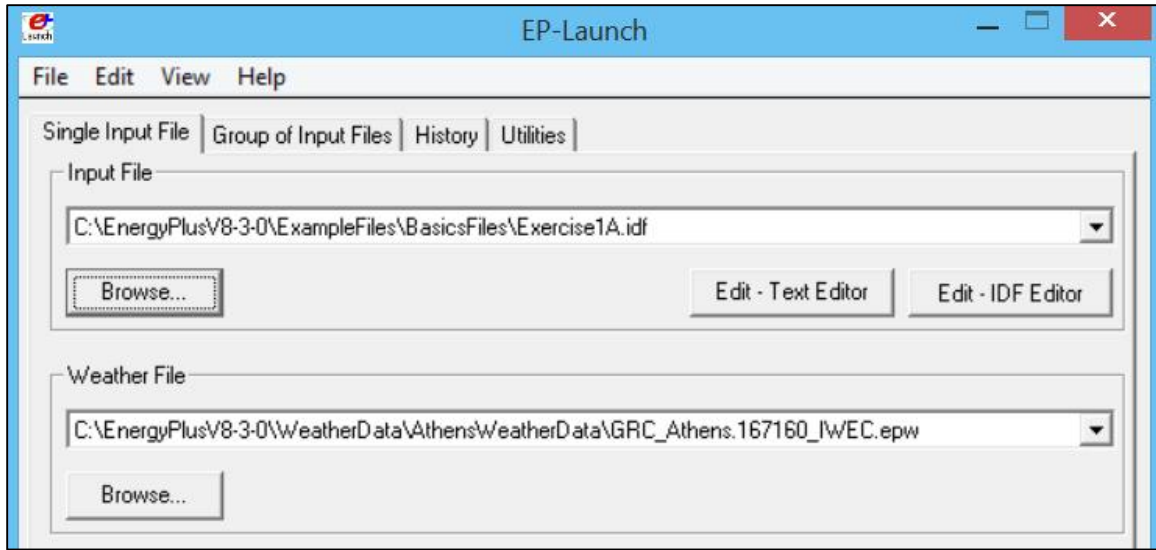 EP-Launch
File Edit View Help
Single Input File Group of Input Files History Utilities
Input File
C:\EnergyPlusV8-3-0\ExampleFiles\BasicsFiles\Exercise1A.idf
Browse... Edit - Text Editor Edit - IDF Editor
Weather File
C:\EnergyPlusV8-3-0\WeatherData\AthensWeatherData\GRC_Athens.167160_IWEC.epw
Browse...